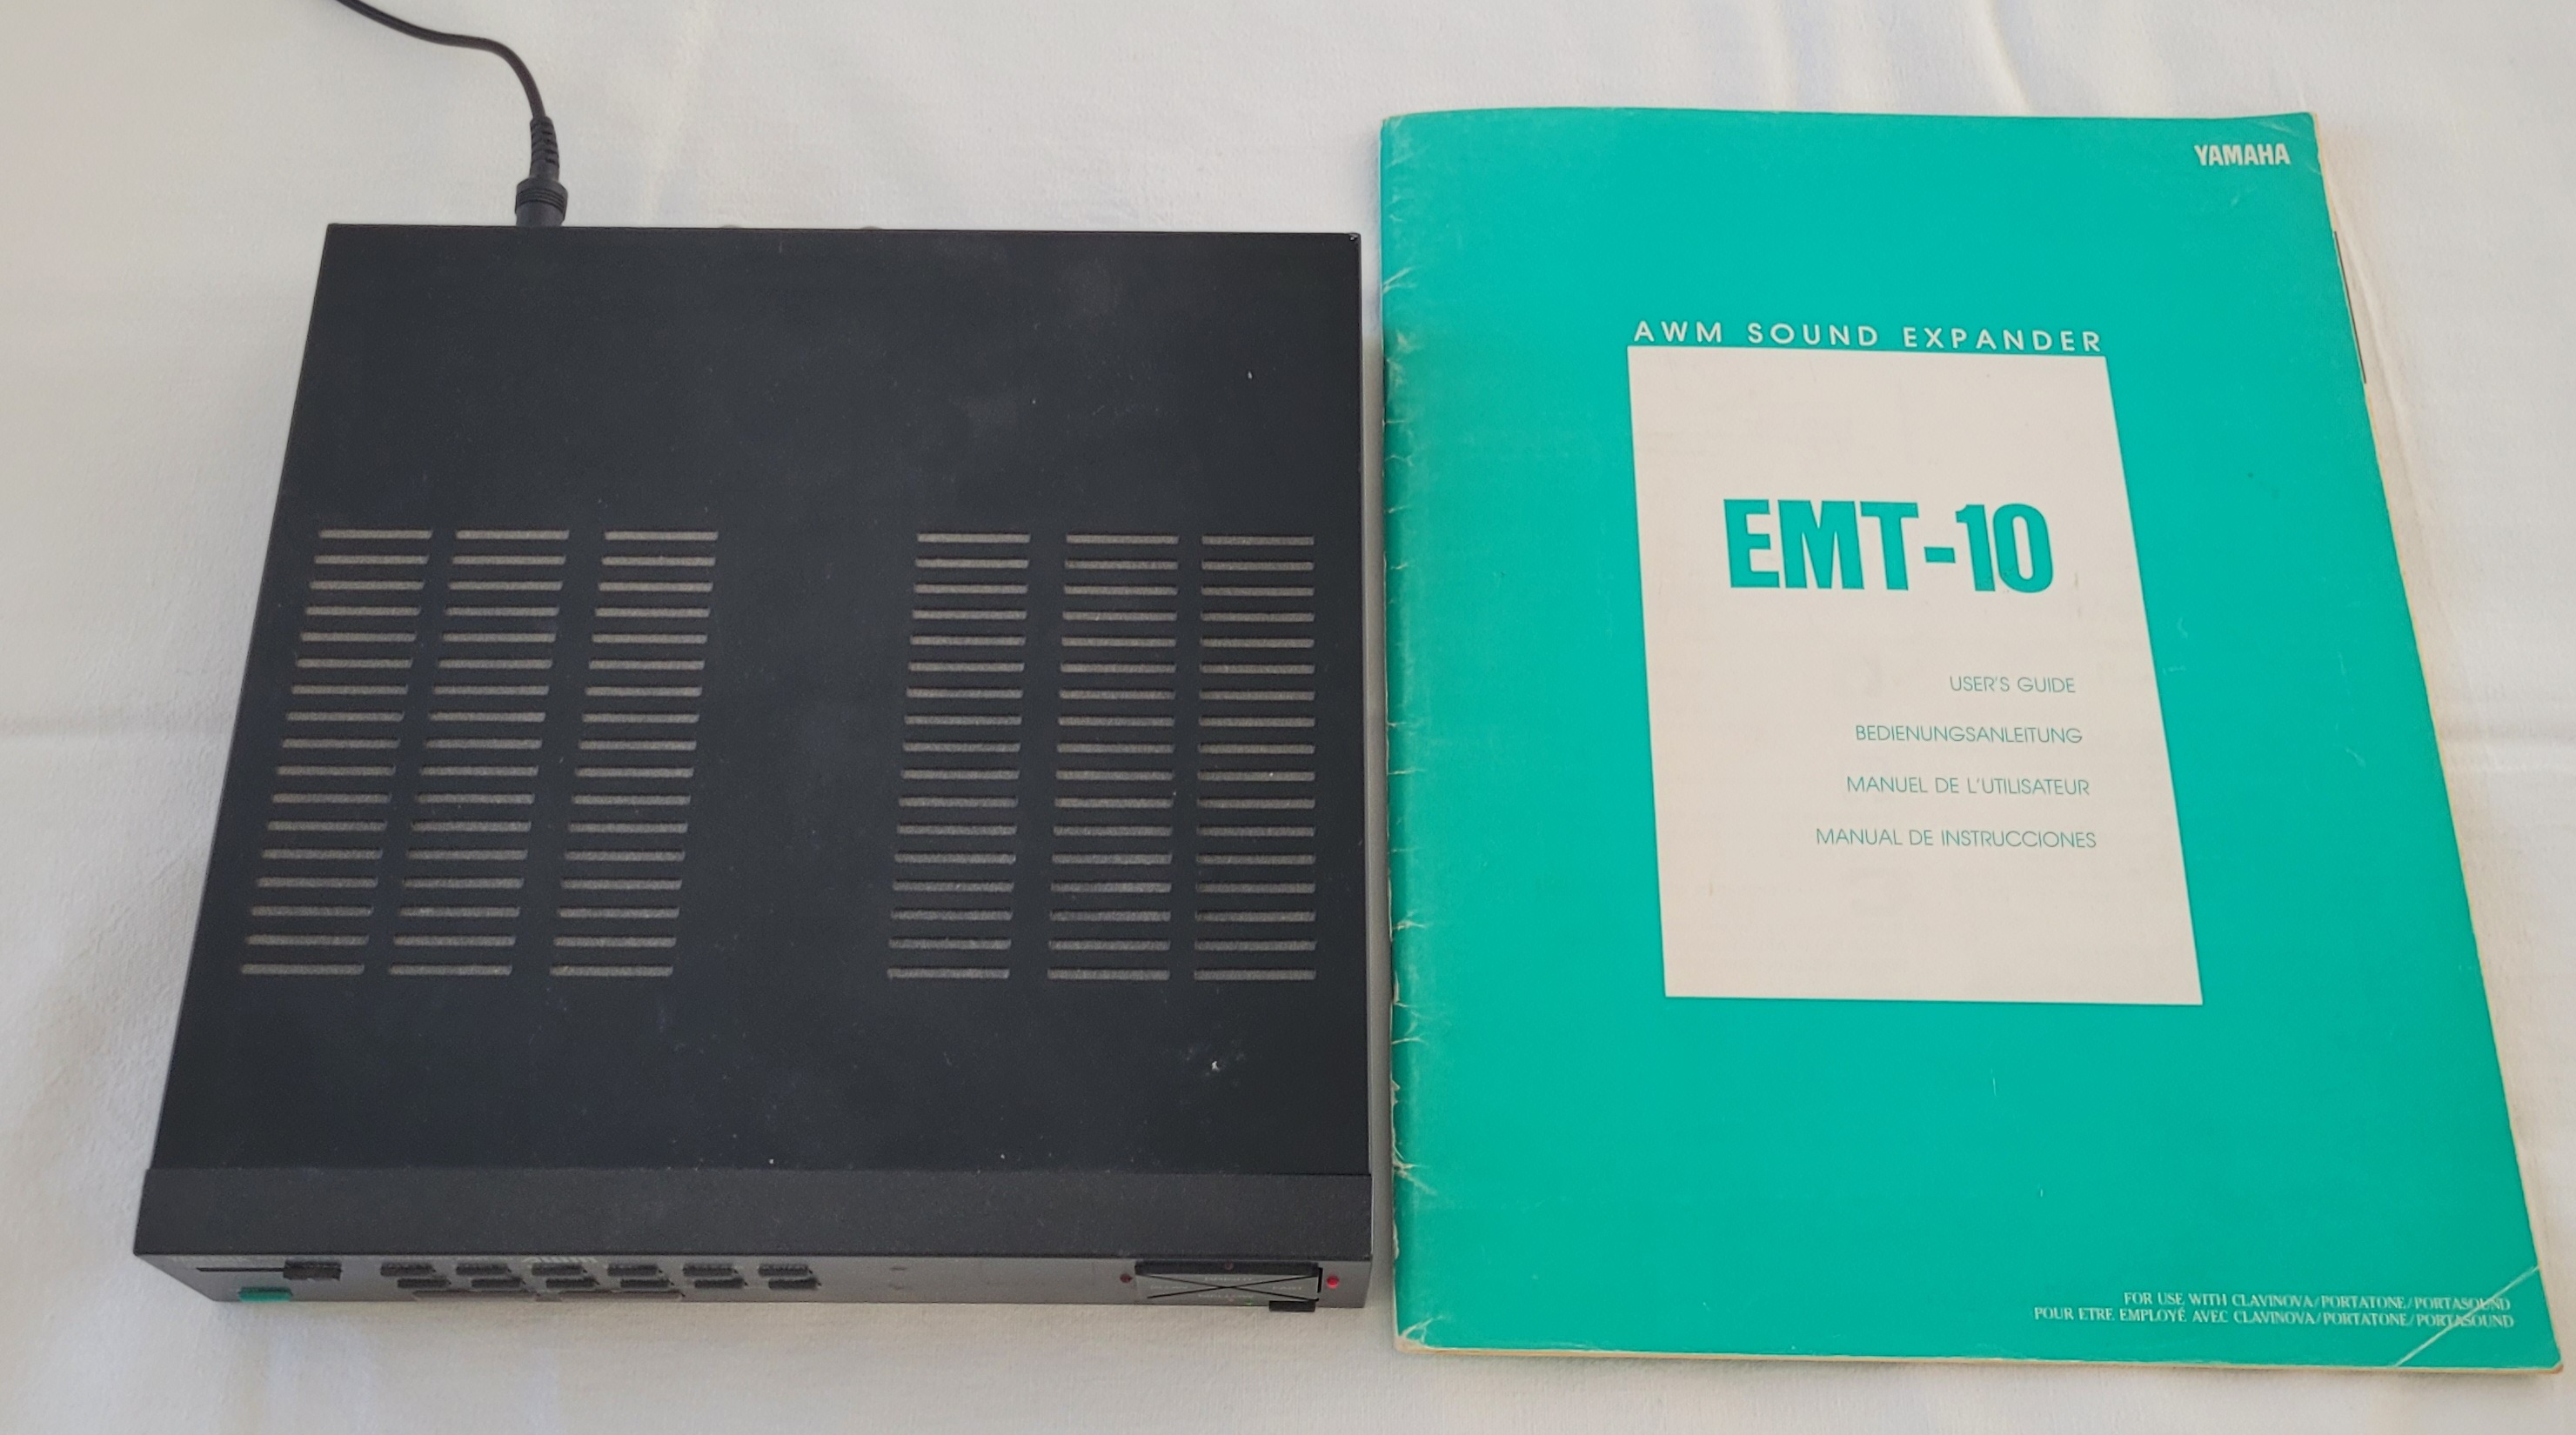 YAMAHA
AWM SOUND EXPANDER
EMT-10
USER'S GUIDE
BEDIENUNGSANLEITUNG
MANUEL DE L'UTILISATEUR
MANUAL DE INSTRUCCIONES
FOR USE WITH CLAVINOVA/PORTATONE/PORTASOUND
POUR ETRE EMPLOYÉ AVEC CLAVINOVA/PORTATONE/PORTASOUND